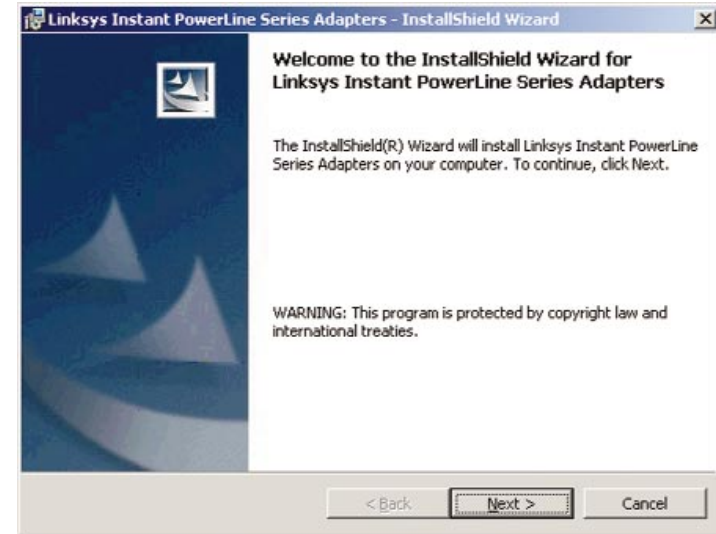 Linksys Instant PowerLine Series Adapters - InstallShield Wizard
Welcome to the InstallShield Wizard for
Linksys Instant PowerLine Series Adapters
The InstallShield(R) Wizard will install Linksys Instant PowerLine
Series Adapters on your computer. To continue, click Next.
WARNING: This program is protected by copyright law and
international treaties.
< Back
Next >
Cancel